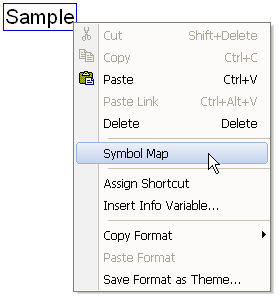 Sample
Cut Shift+Delete
Copy Ctrl+C
Paste Ctrl+V
Paste Link Ctrl+Alt+V
Delete Delete
Symbol Map
Assign Shortcut
Insert Info Variable...
Copy Format
Paste Format
Save Format as Theme...